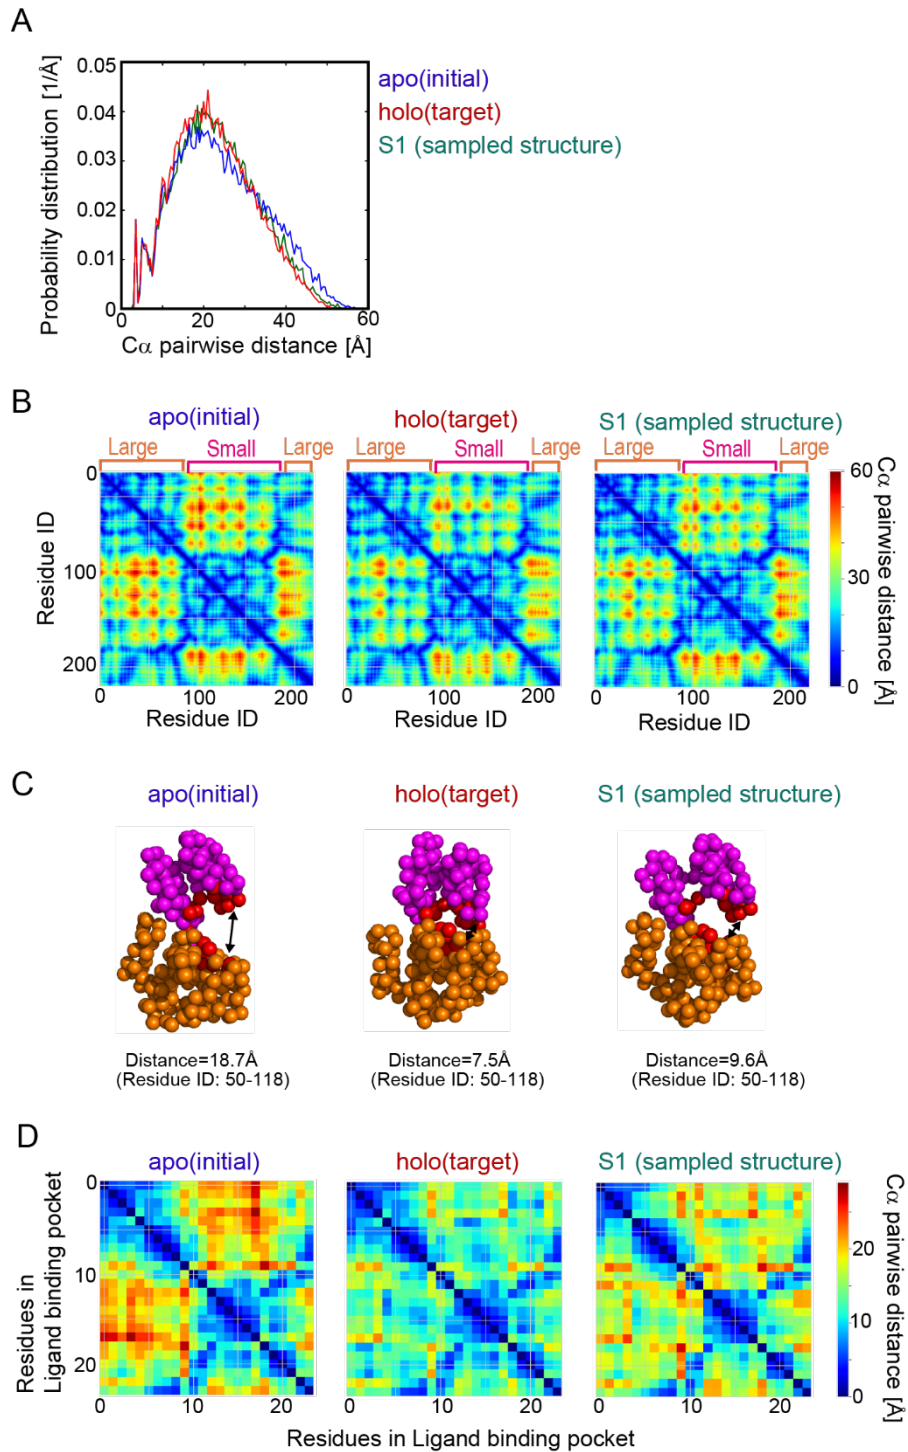 A
Probability distribution [1/Å]
0.05
0.04
0.03
0.02
0.01
0
0 20 40 60
Cα pairwise distance [Å]
apo(initial)
holo(target)
S1 (sampled structure)
B
apo(initial) holo(target) S1 (sampled structure)
Large Small Large Large Small Large Large Small Large
Residue ID
0
100
200
0 100 200 0 100 200 0 100 200
Residue ID Residue ID Residue ID
60
30
0
Cα pairwise distance [Å]
C
apo(initial) holo(target) S1 (sampled structure)
Distance=18.7Å Distance=7.5Å Distance=9.6Å
(Residue ID: 50-118) (Residue ID: 50-118) (Residue ID: 50-118)
D
apo(initial) holo(target) S1 (sampled structure)
Residues in
Ligand binding pocket
0
10
20
0 10 20 0 10 20 0 10 20
Residues in Ligand binding pocket
20
10
0
Cα pairwise distance [Å]